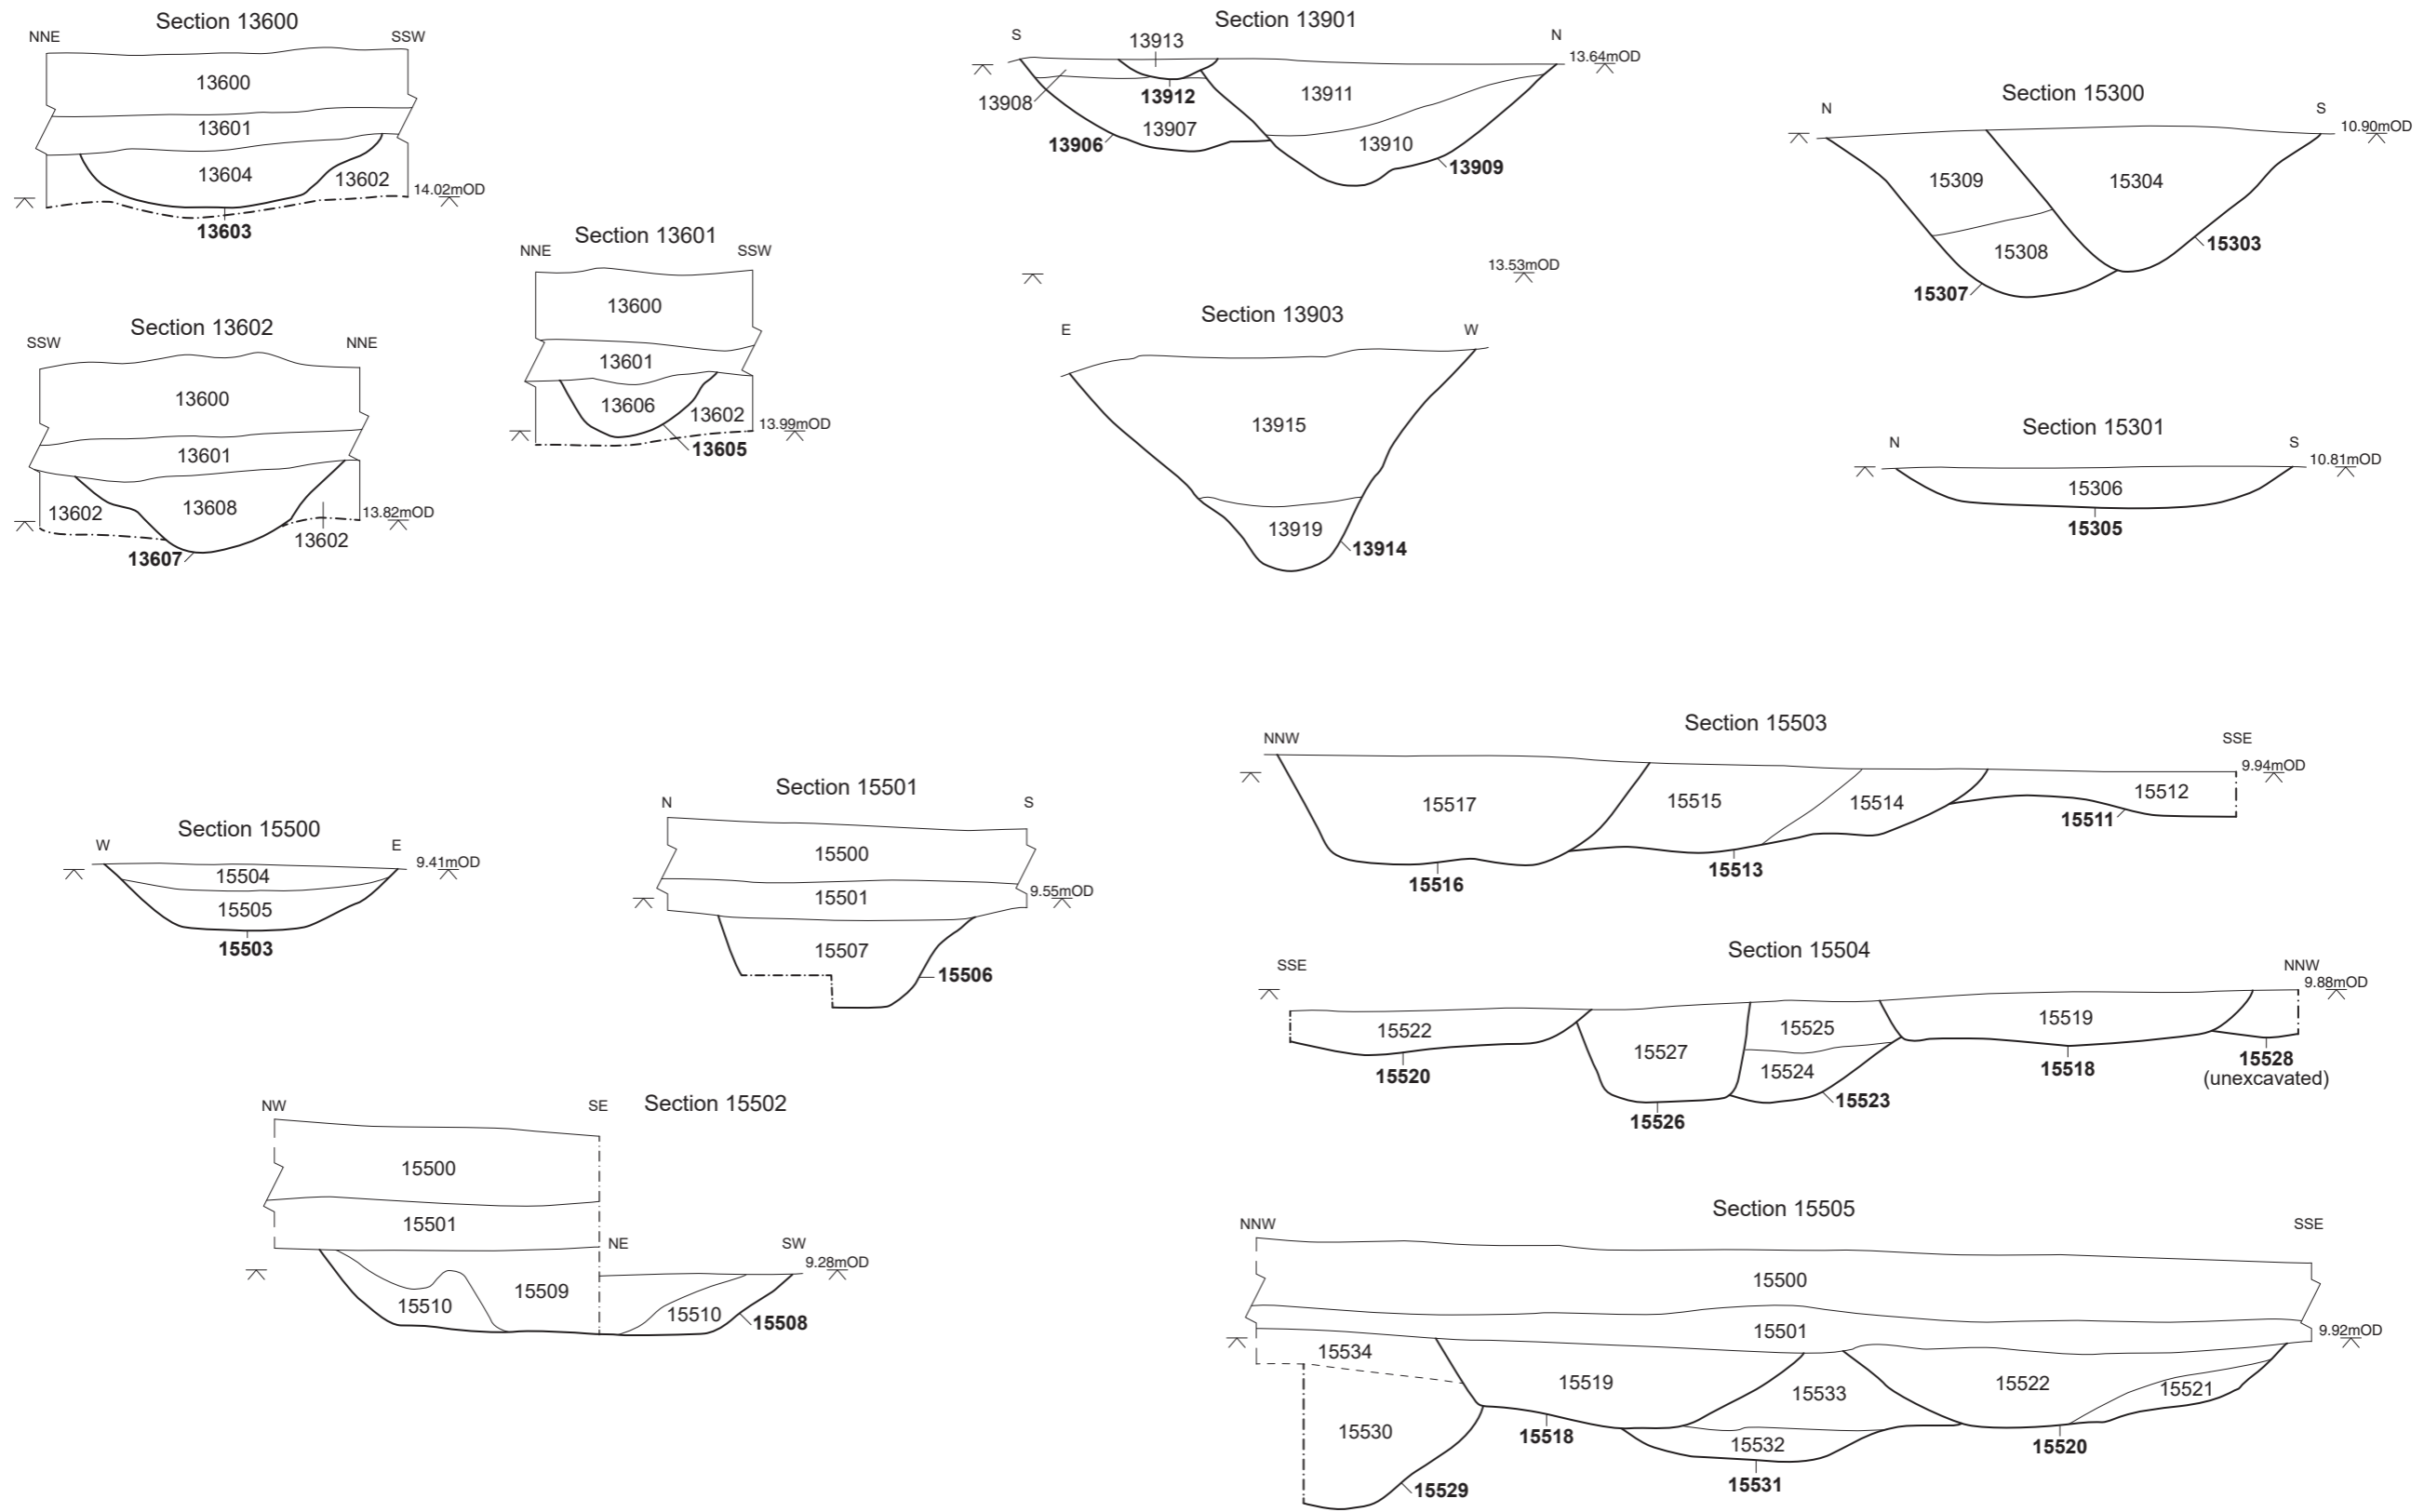 Section 13600
NNE
SSW
13600
13601
13604
13602
14.02mOD
13603
Section 13601
NNE
SSW
13600
13601
13606
13602
13.99mOD
13605
Section 13602
SSW
NNE
13600
13601
13608
13602
13602
13.82mOD
13607
Section 13901
S
N
13913
13.64mOD
13908
13912
13911
13907
13906
13910
13909
13.53mOD
Section 13903
E
W
13915
13919
13914
Section 15300
N
S
10.90mOD
15309
15304
15308
15303
15307
Section 15301
N
S
10.81mOD
15306
15305
Section 15500
W
E
9.41mOD
15504
15505
15503
Section 15501
N
S
15500
15501
9.55mOD
15507
15506
Section 15502
NW
SE
15500
15501
NE
SW
9.28mOD
15509
15510
15510
15508
Section 15503
NNW
SSE
9.94mOD
15517
15515
15514
15512
15511
15516
15513
Section 15504
SSE
NNW
9.88mOD
15522
15527
15525
15519
15524
15520
15526
15523
15518
15528
(unexcavated)
Section 15505
NNW
SSE
15500
15501
9.92mOD
15534
15519
15533
15522
15521
15530
15518
15532
15520
15529
15531